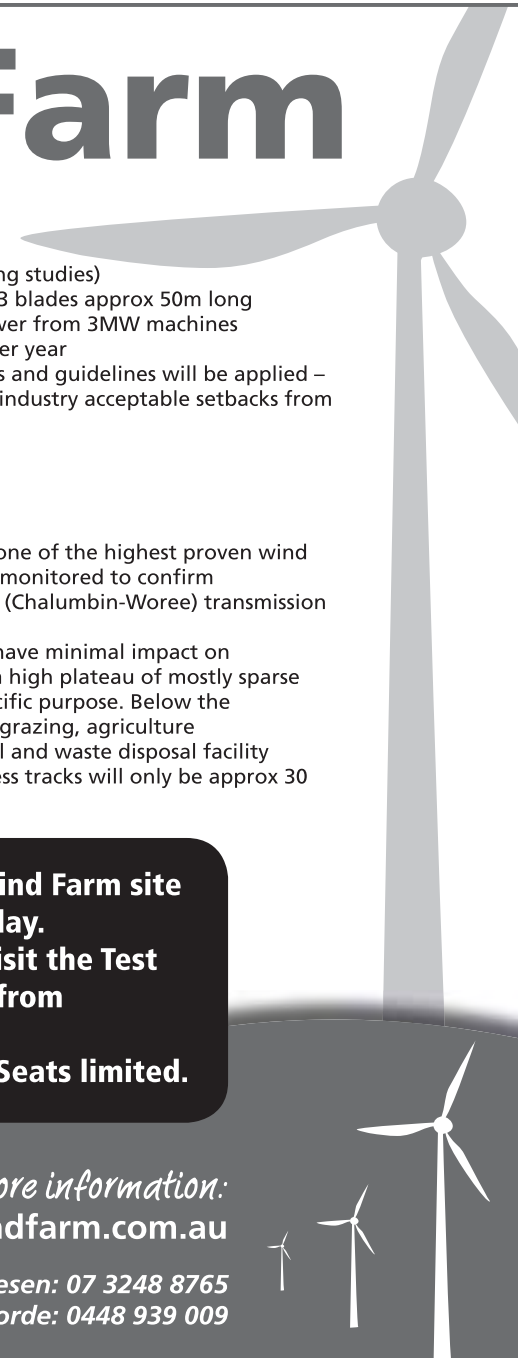 Farm
ng studies)
3 blades approx 50m long
ver from 3MW machines
er year
s and guidelines will be applied –
industry acceptable setbacks from
one of the highest proven wind
monitored to confirm
(Chalumbin-Woree) transmission
have minimal impact on
high plateau of mostly sparse
tific purpose. Below the
grazing, agriculture
l and waste disposal facility
ess tracks will only be approx 30
ind Farm site
lay.
isit the Test
from
Seats limited.
ore information:
ndfarm.com.au
esen: 07 3248 8765
orde: 0448 939 009